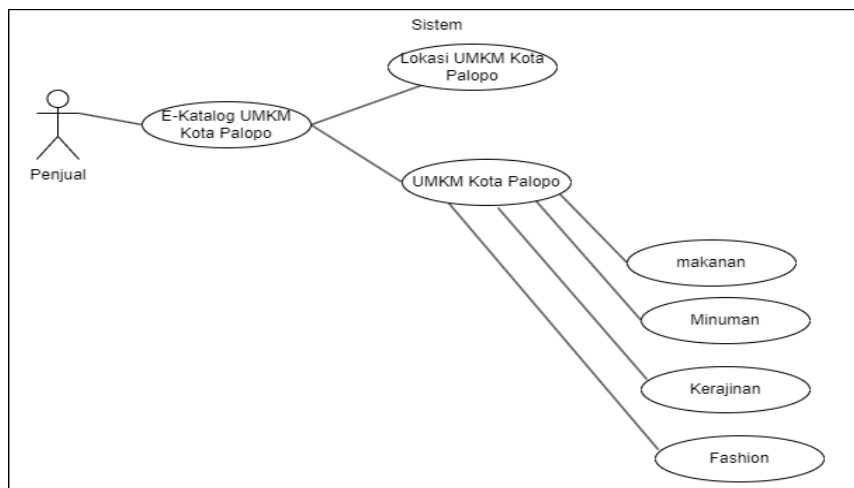 Sistem
Lokasi UMKM Kota
Palopo
E-Katalog UMKM
Kota Palopo
Penjual
UMKM Kota Palopo
makanan
Minuman
Kerajinan
Fashion